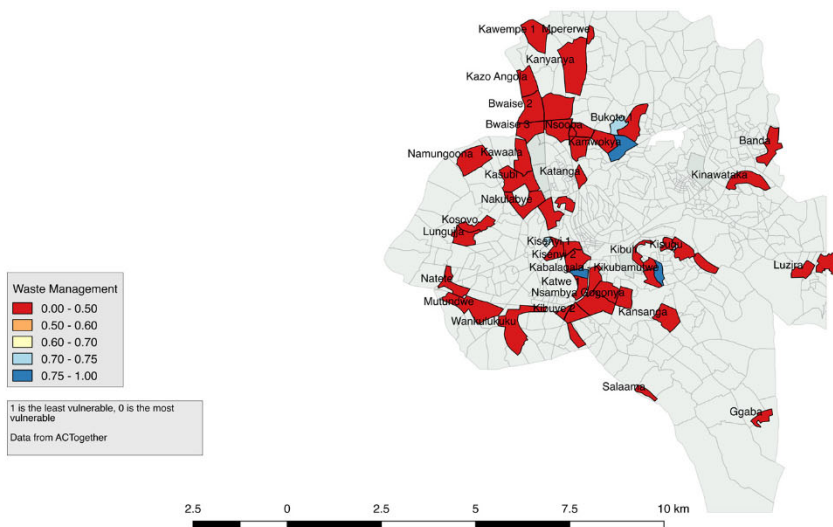 Kawempe 1
Mpererwe
Kanyanya
Kazo Angola
Bwaise 2
Bukoto 1
Bwaise 3
Nsooba
Kamwokya
Banda
Namungoona
Kawaala
Katanga
Kinawataka
Kasubi
Nakulabye
Kosovo
Lungujja
Kisenyi 1
Kibuli
Kisugu
Kisenyi 2
Luzira
Kabalagala
Kikubamutwe
Natete
Katwe
Mutundwe
Nsambya
Gogonya
Kibuye 2
Kansanga
Wankulukuku
Salaama
Ggaba
Waste Management
0.00 - 0.50
0.50 - 0.60
0.60 - 0.70
0.70 - 0.75
0.75 - 1.00
1 is the least vulnerable, 0 is the most
vulnerable
Data from ACTogether
2.5 0 2.5 5 7.5 10 km